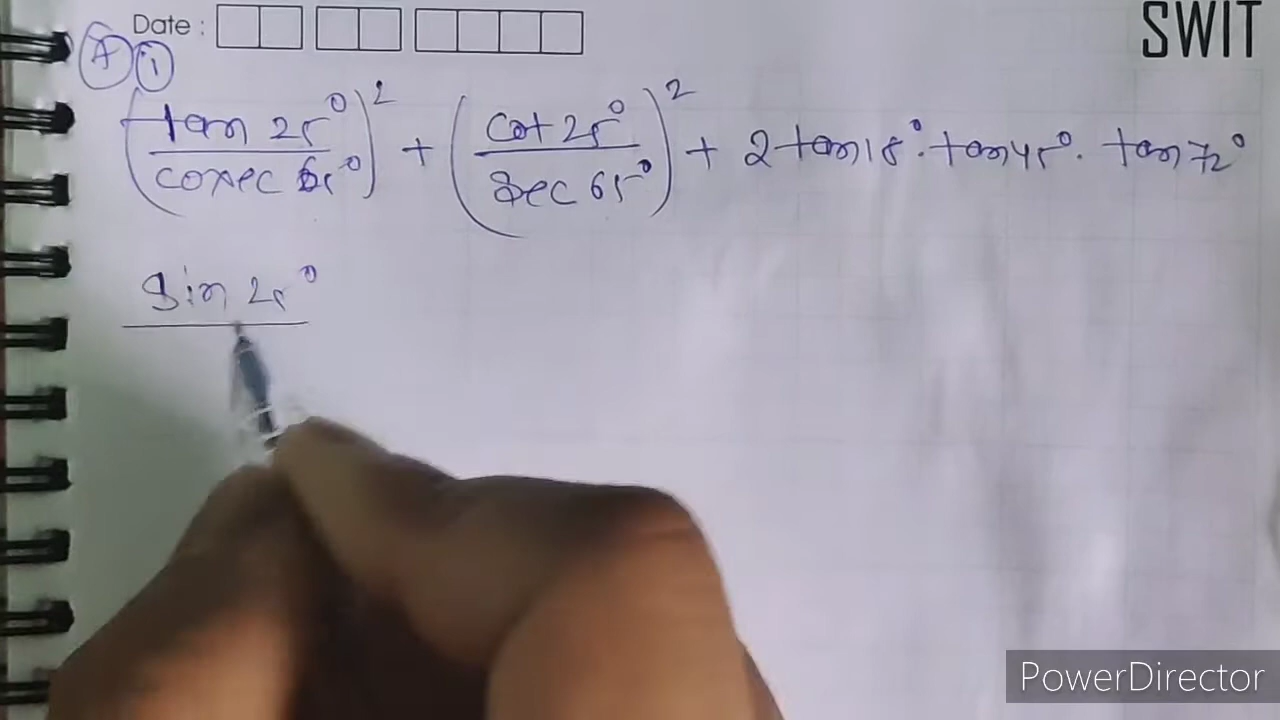 Date :
SWIT
A 1
(tan 25° / cosec 65°)² + (cot 25° / sec 65°)² + 2 tan 18° . tan 45° . tan 72°
Sin 25°
PowerDirector